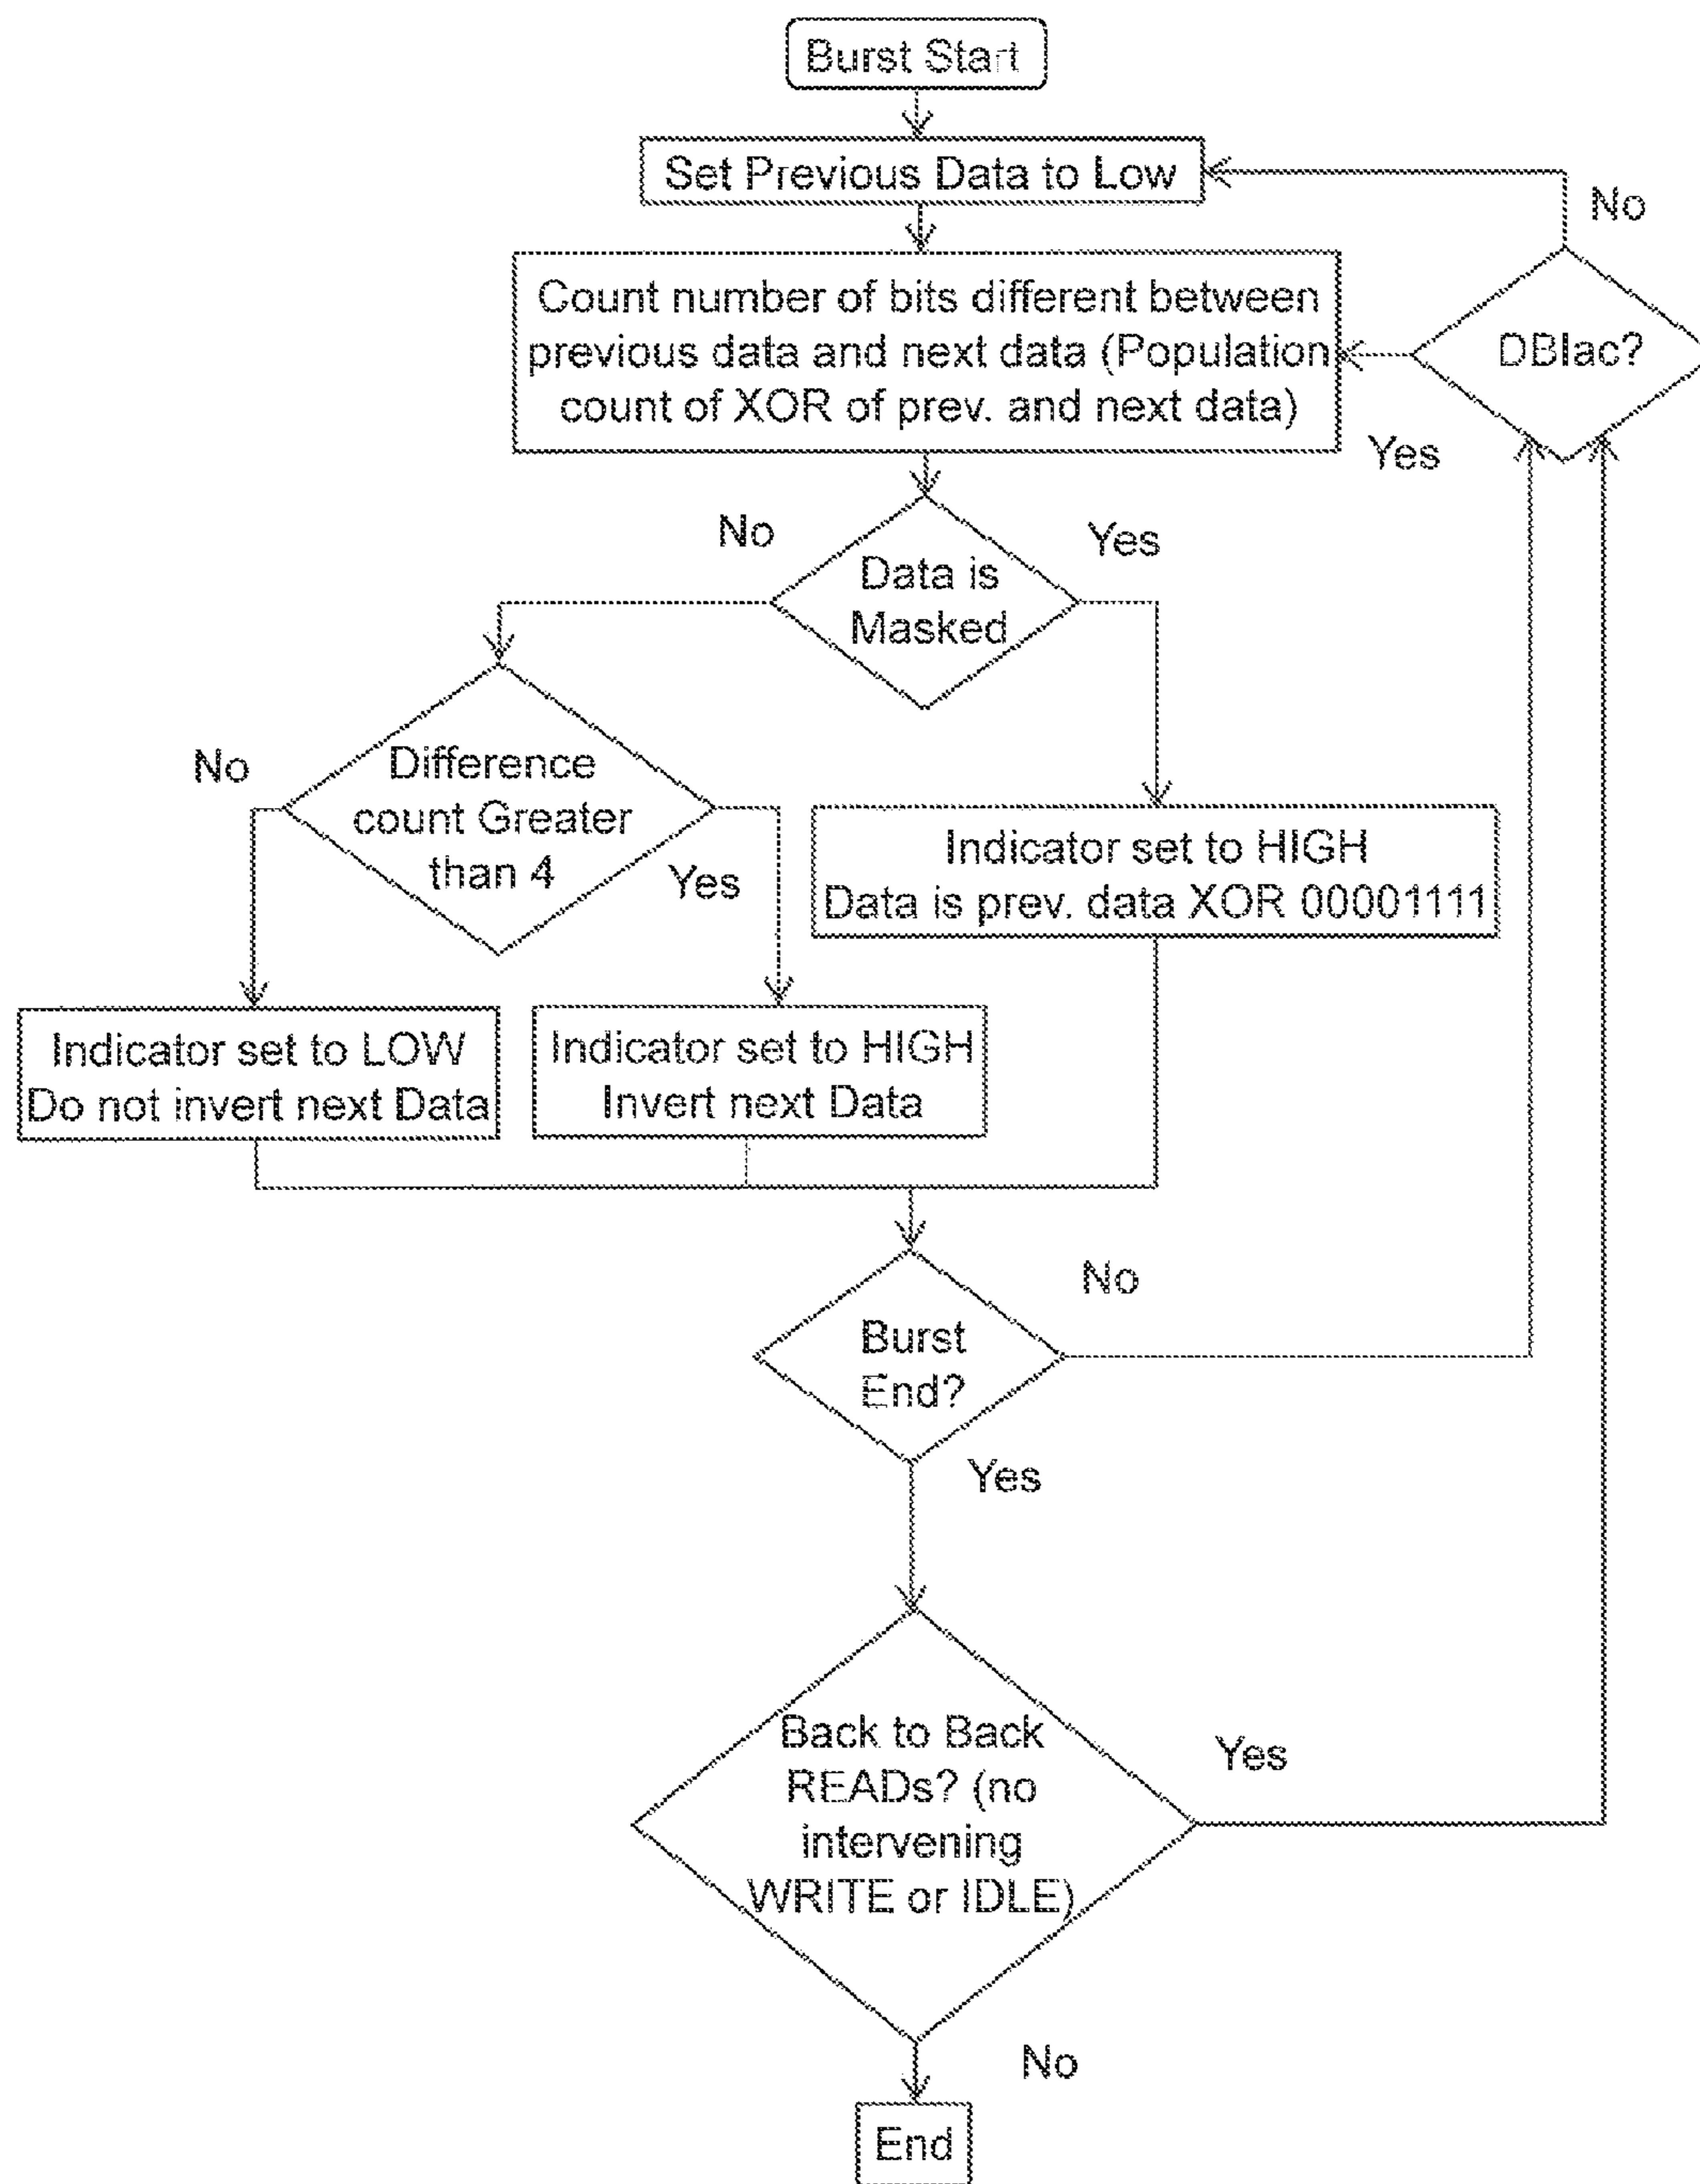 Burst Start
Set Previous Data to Low
No
Count number of bits different between
previous data and next data (Population
count of XOR of prev. and next data)
DBIac?
Yes
No
Yes
Data is
Masked
No
Difference
count Greater
than 4
Yes
Indicator set to HIGH
Data is prev. data XOR 00001111
Indicator set to LOW
Do not invert next Data
Indicator set to HIGH
Invert next Data
No
Burst
End?
Yes
Back to Back
READs? (no
intervening
WRITE or IDLE)
Yes
No
End